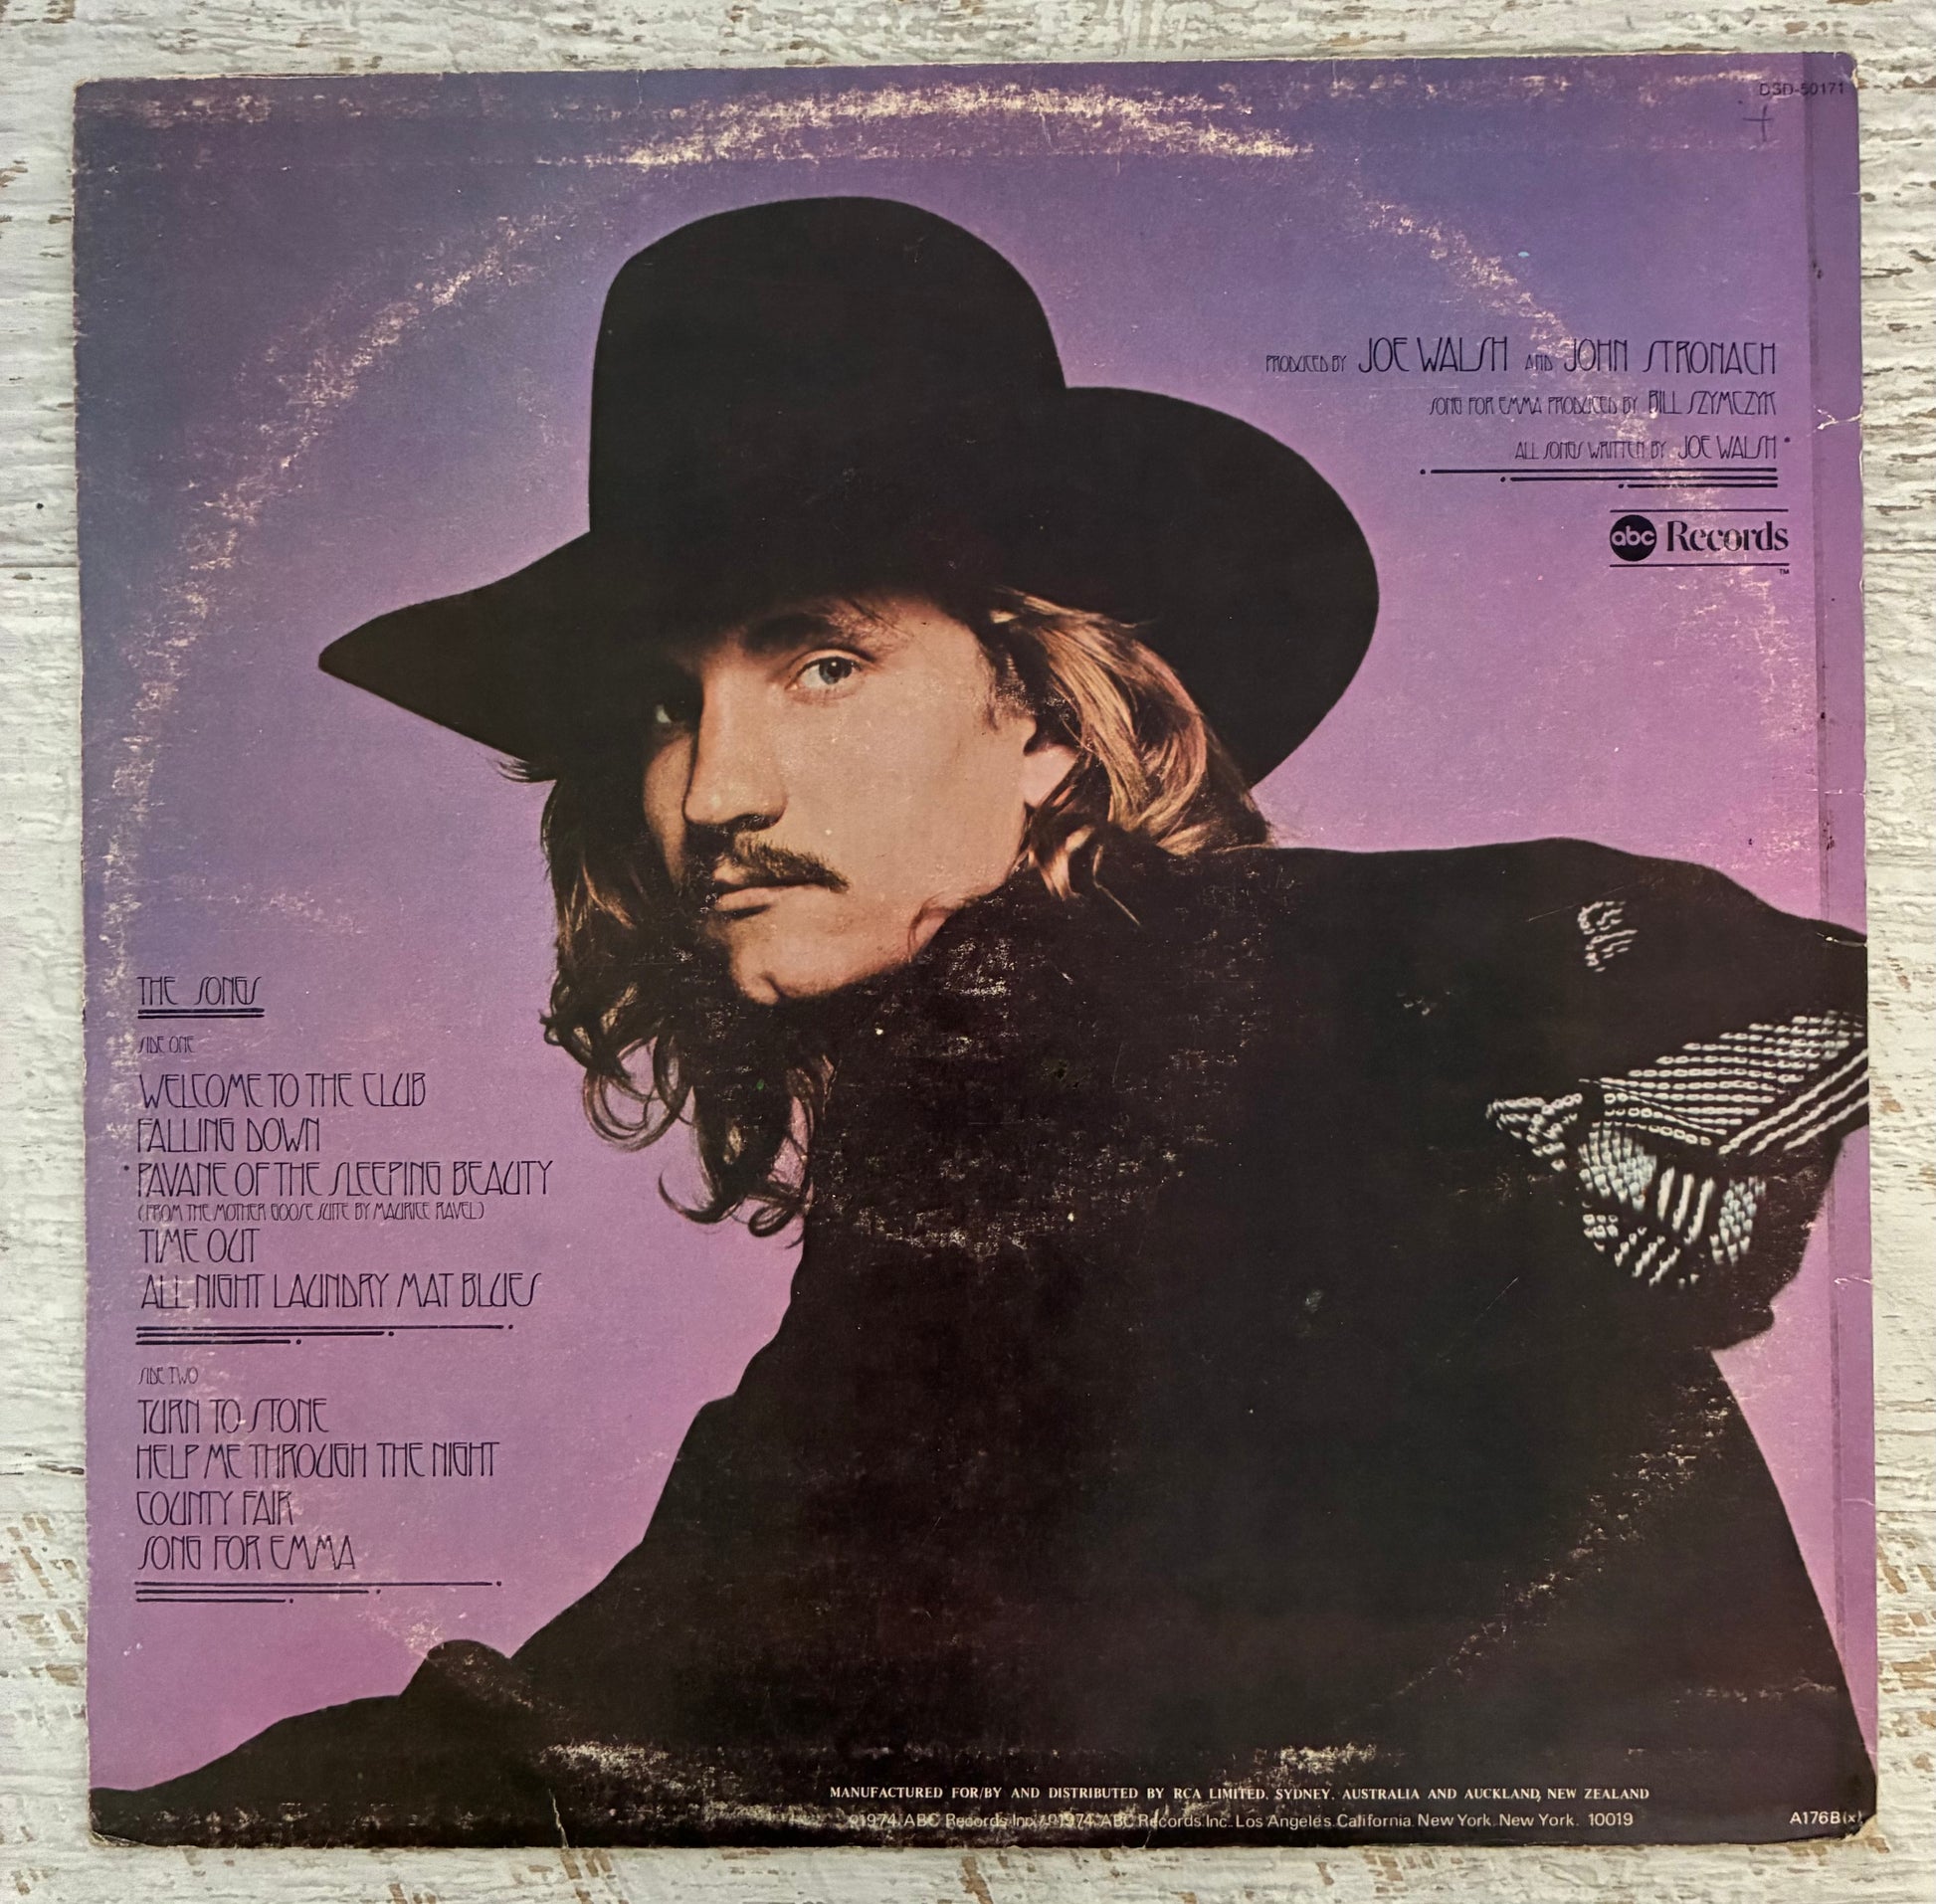 DSD-50171
PRODUCED BY JOE WALSH AND JOHN STRONACH
SONG FOR EMMA PRODUCED BY BILL SZYMCZYK
ALL SONGS WRITTEN BY JOE WALSH *
abc Records
TM
THE SONGS
SIDE ONE
WELCOME TO THE CLUB
FALLING DOWN
* PAVANE OF THE SLEEPING BEAUTY
(FROM THE MOTHER GOOSE SUITE BY MAURICE RAVEL)
TIME OUT
ALL NIGHT LAUNDRY MAT BLUES
SIDE TWO
TURN TO STONE
HELP ME THROUGH THE NIGHT
COUNTY FAIR
SONG FOR EMMA
MANUFACTURED FOR/BY AND DISTRIBUTED BY RCA LIMITED, SYDNEY, AUSTRALIA AND AUCKLAND, NEW ZEALAND
1974 ABC Records Inc. 1974 ABC Records Inc. Los Angeles California New York New York. 10019
A176B(x)